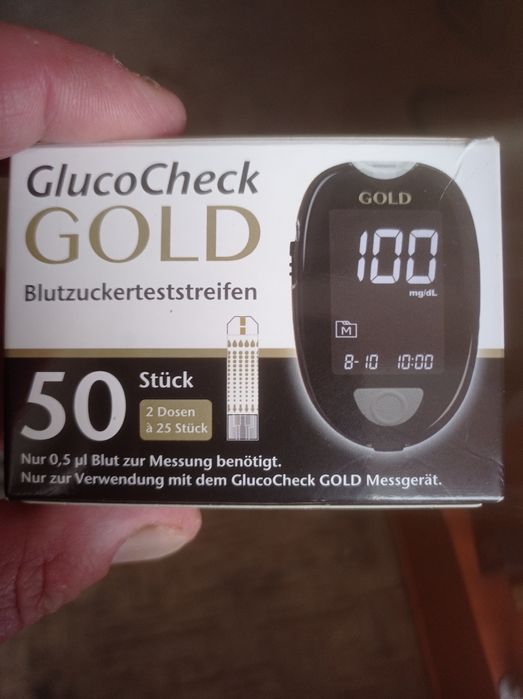 GlucoCheck
GOLD
Blutzuckerteststreifen
50 Stück
2 Dosen
à 25 Stück
Nur 0,5 µl Blut zur Messung benötigt.
Nur zur Verwendung mit dem GlucoCheck GOLD Messgerät.
GOLD
100
mg/dL
M
8-10 10:00